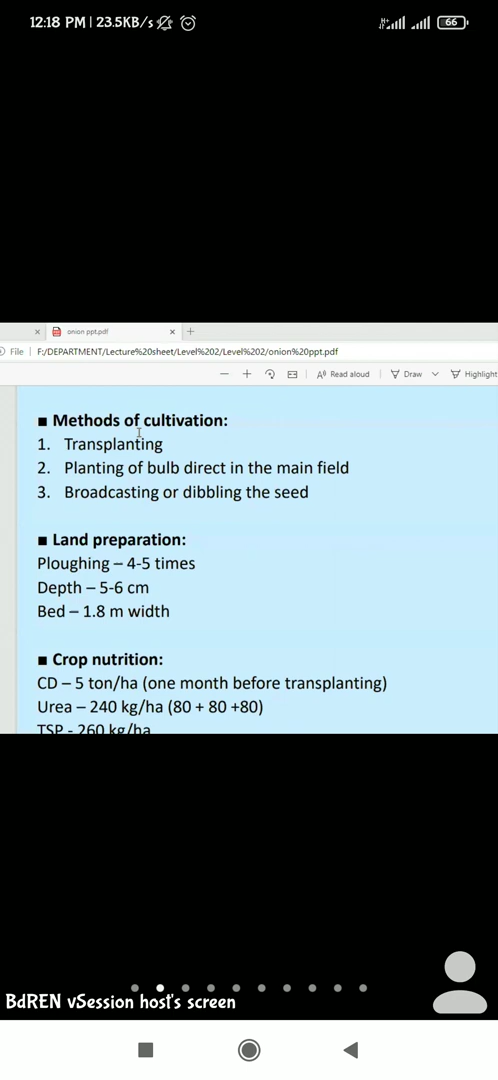 12:18 PM | 23.5KB/s
H+
66
onion ppt.pdf
File | F:/DEPARTMENT/Lecture%20sheet/Level%202/Level%202/onion%20ppt.pdf
Read aloud
Draw
Highlight
■ Methods of cultivation:
1. Transplanting
2. Planting of bulb direct in the main field
3. Broadcasting or dibbling the seed
■ Land preparation:
Ploughing – 4-5 times
Depth – 5-6 cm
Bed – 1.8 m width
■ Crop nutrition:
CD – 5 ton/ha (one month before transplanting)
Urea – 240 kg/ha (80 + 80 +80)
TSP - 260 kg/ha
BdREN vSession host's screen